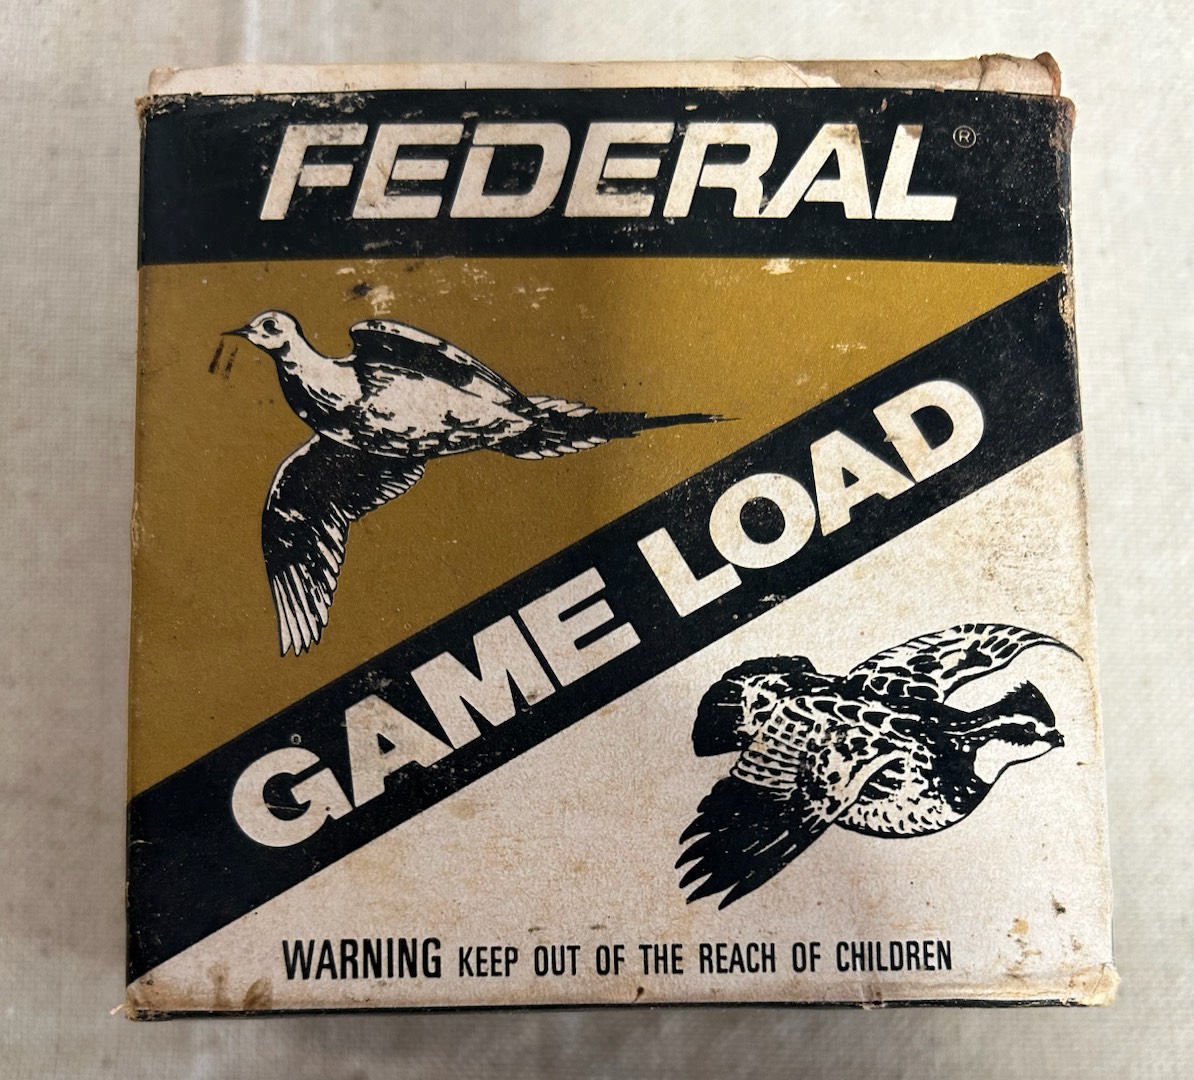 FEDERAL®
GAME LOAD
WARNING KEEP OUT OF THE REACH OF CHILDREN